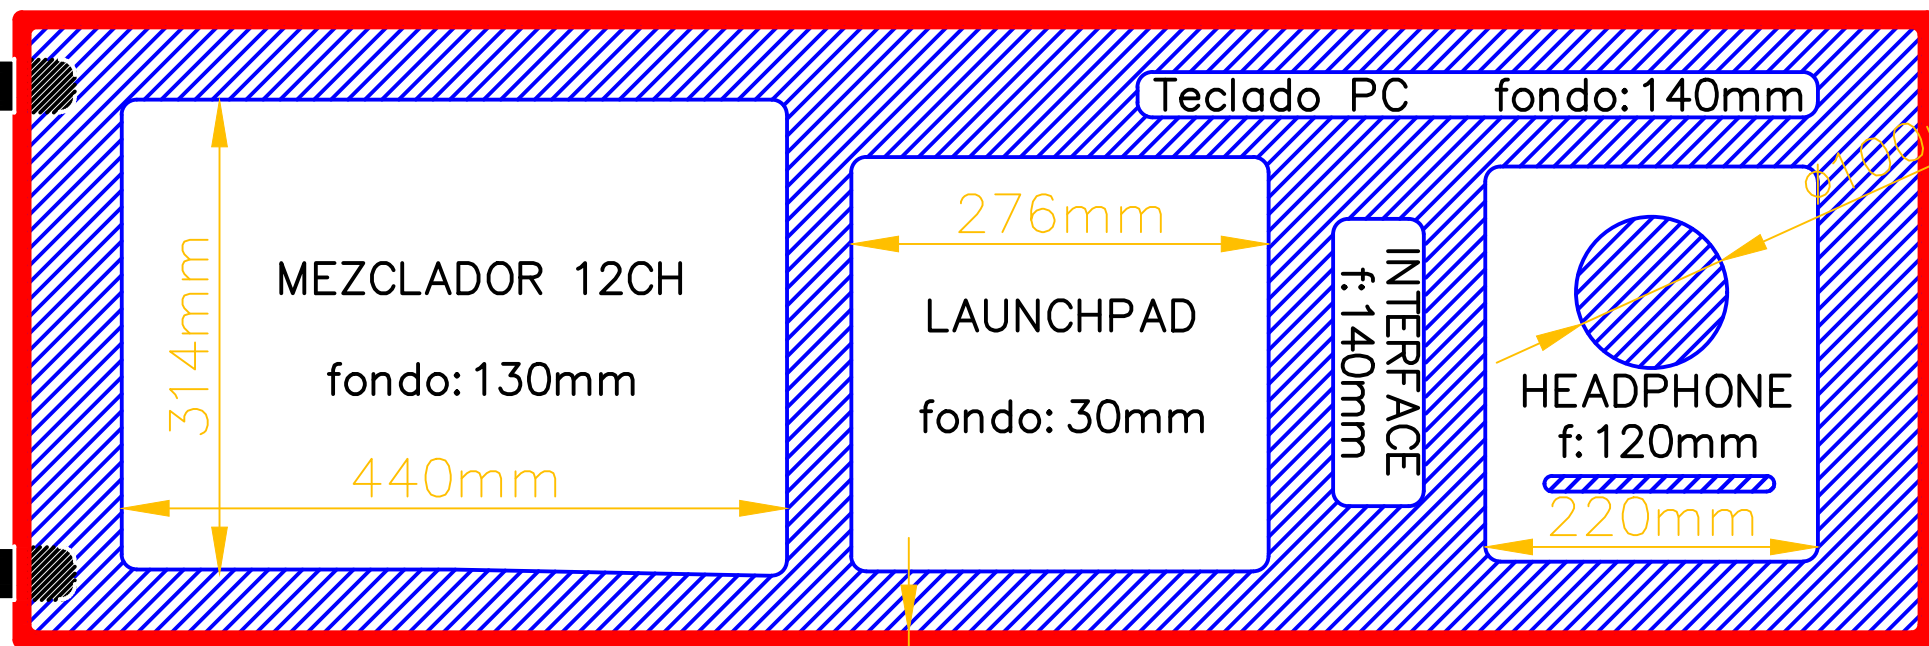 Teclado PC fondo: 140mm
314mm
MEZCLADOR 12CH
fondo: 130mm
440mm
276mm
LAUNCHPAD
fondo: 30mm
INTERFACE
f: 140mm
HEADPHONE
f: 120mm
220mm